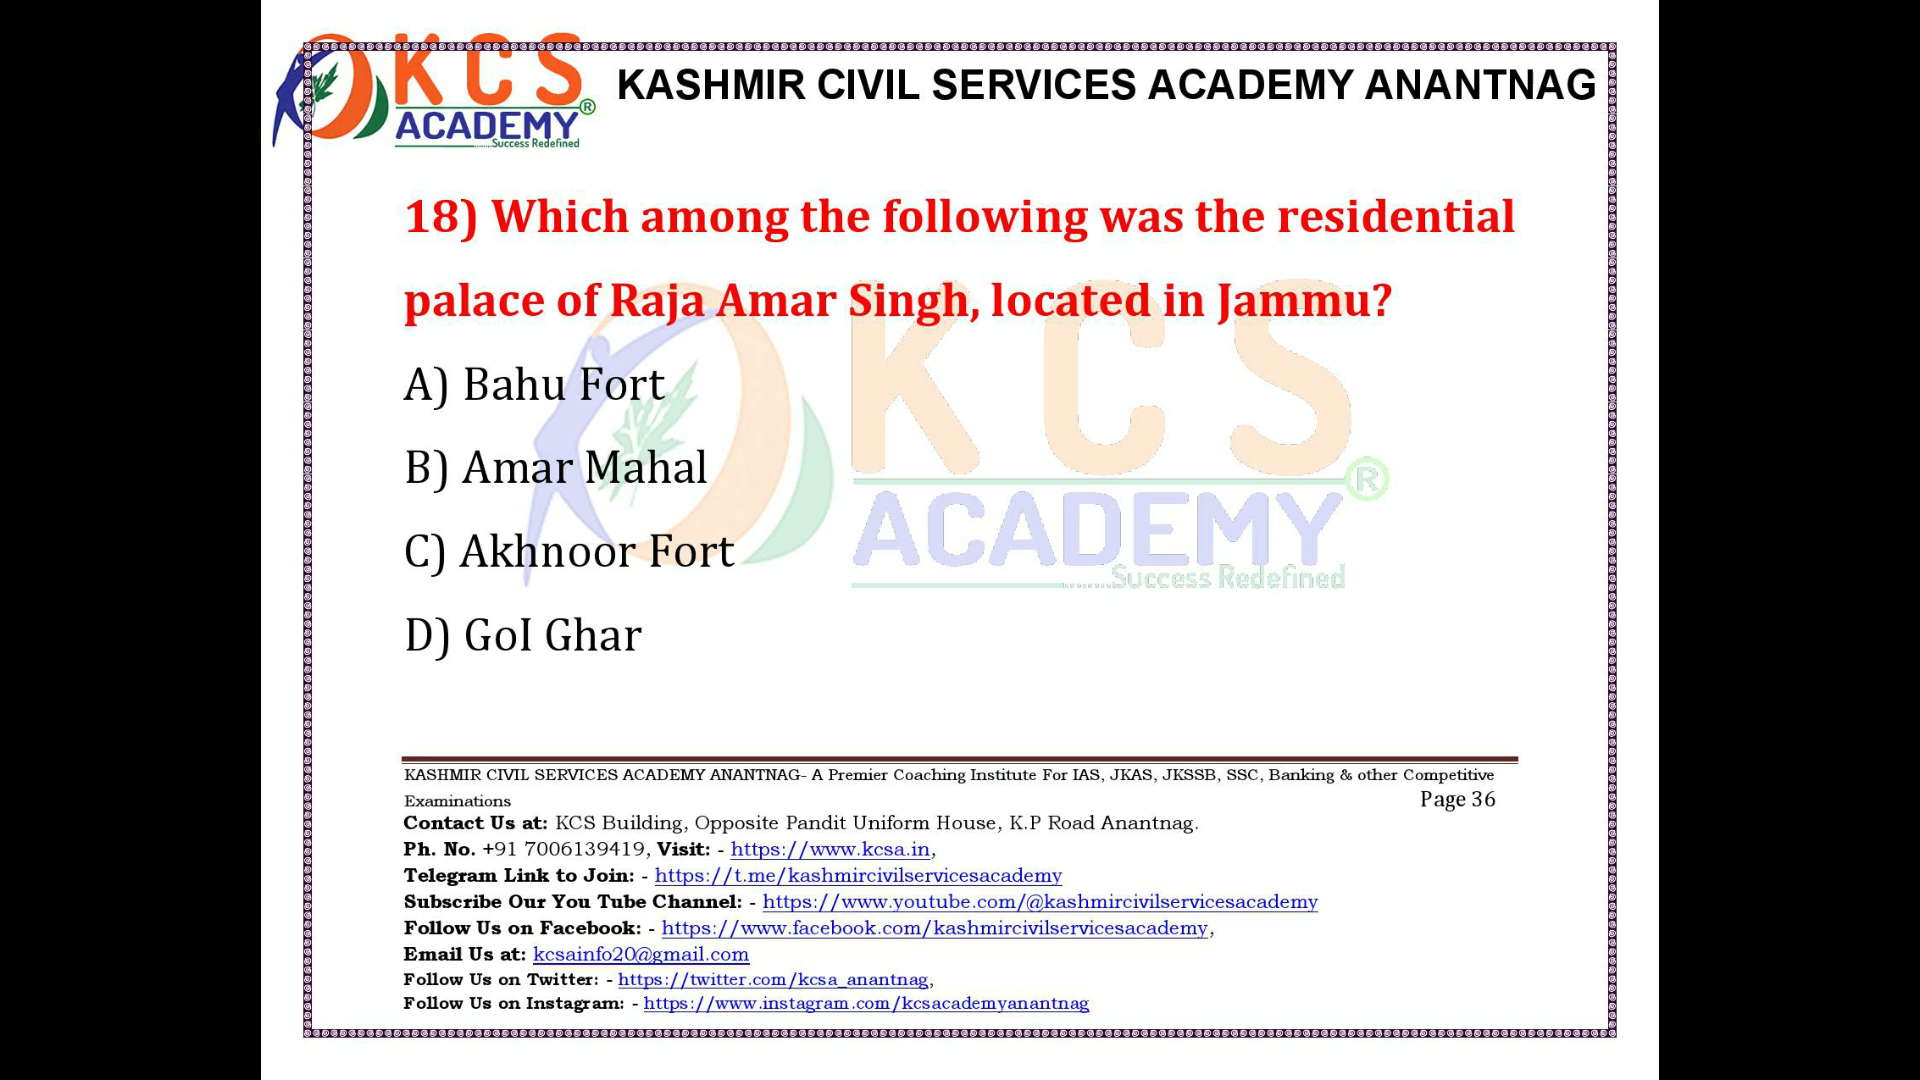 KCS
ACADEMY®
........Success Redefined
KASHMIR CIVIL SERVICES ACADEMY ANANTNAG
18) Which among the following was the residential
palace of Raja Amar Singh, located in Jammu?
A) Bahu Fort
B) Amar Mahal
C) Akhnoor Fort
D) GoI Ghar
KCS
ACADEMY®
........Success Redefined
KASHMIR CIVIL SERVICES ACADEMY ANANTNAG- A Premier Coaching Institute For IAS, JKAS, JKSSB, SSC, Banking & other Competitive
Examinations Page 36
Contact Us at: KCS Building, Opposite Pandit Uniform House, K.P Road Anantnag.
Ph. No. +91 7006139419, Visit: - https://www.kcsa.in,
Telegram Link to Join: - https://t.me/kashmircivilservicesacademy
Subscribe Our You Tube Channel: - https://www.youtube.com/@kashmircivilservicesacademy
Follow Us on Facebook: - https://www.facebook.com/kashmircivilservicesacademy,
Email Us at: kcsainfo20@gmail.com
Follow Us on Twitter: - https://twitter.com/kcsa_anantnag,
Follow Us on Instagram: - https://www.instagram.com/kcsacademyanantnag